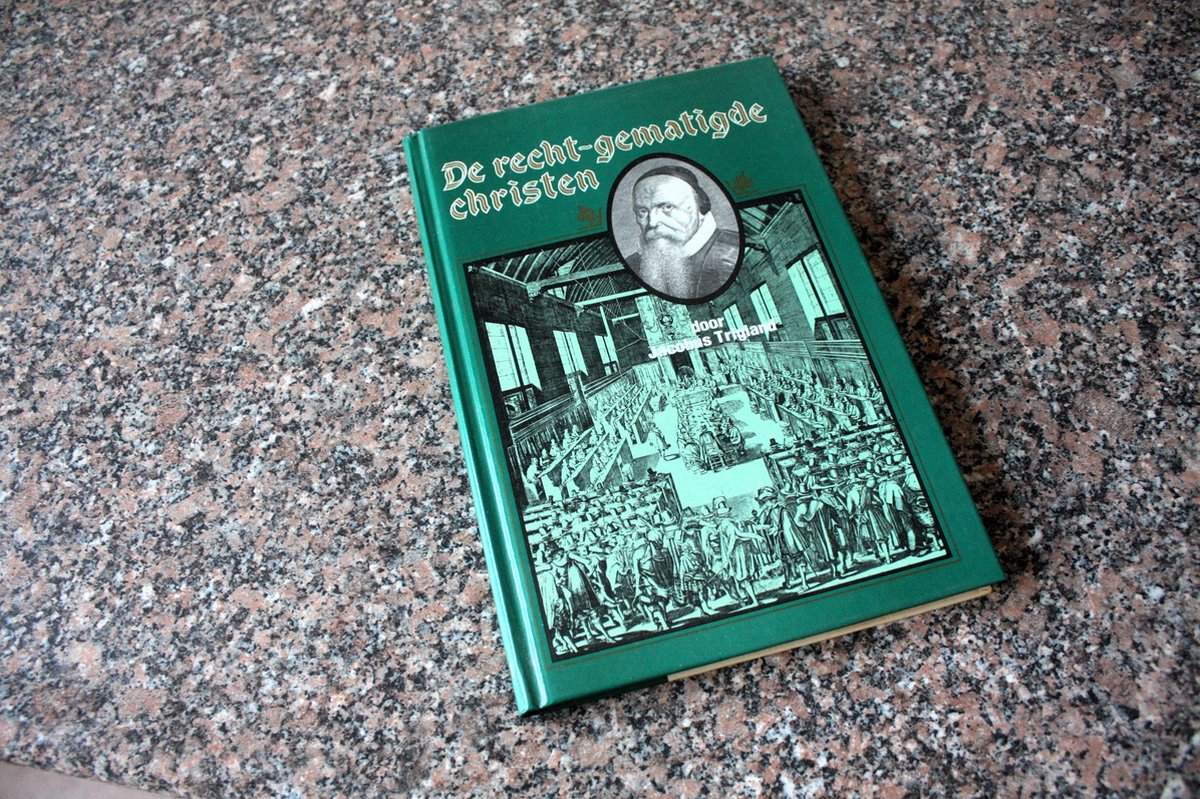 De recht-gematigde
christen
door
Jacobus Trigland